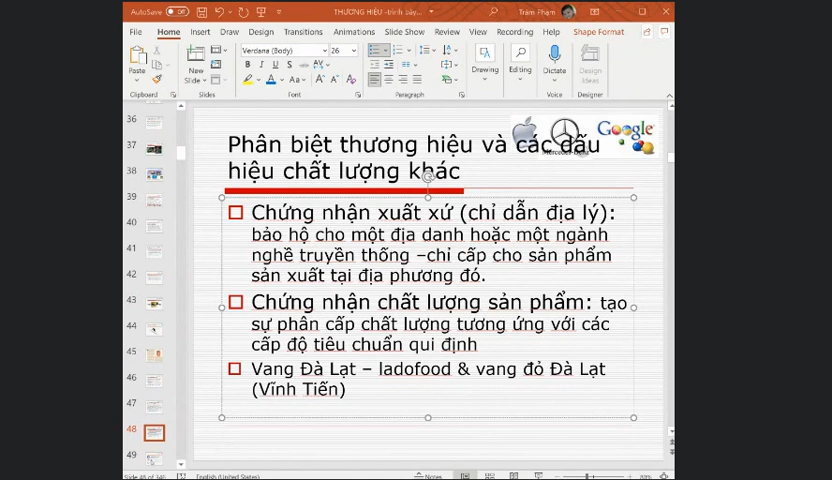 AutoSave Off
THƯƠNG HIỆU -trình bày...
Trâm Phạm
File Home Insert Draw Design Transitions Animations Slide Show Review View Recording Help Shape Format
Paste
New
Slide
Verdana (Body) 26
Drawing
Editing
Dictate
Design
Ideas
Clipboard Slides Font Paragraph Voice Designer
36
37
38
39
40
41
42
43
44
45
46
47
48
49
Google
Phân biệt thương hiệu và các dấu
hiệu chất lượng khác
Chứng nhận xuất xứ (chỉ dẫn địa lý):
bảo hộ cho một địa danh hoặc một ngành
nghề truyền thống –chỉ cấp cho sản phẩm
sản xuất tại địa phương đó.
Chứng nhận chất lượng sản phẩm: tạo
sự phân cấp chất lượng tương ứng với các
cấp độ tiêu chuẩn qui định
Vang Đà Lạt – ladofood & vang đỏ Đà Lạt
(Vĩnh Tiến)
English (United States)
Notes